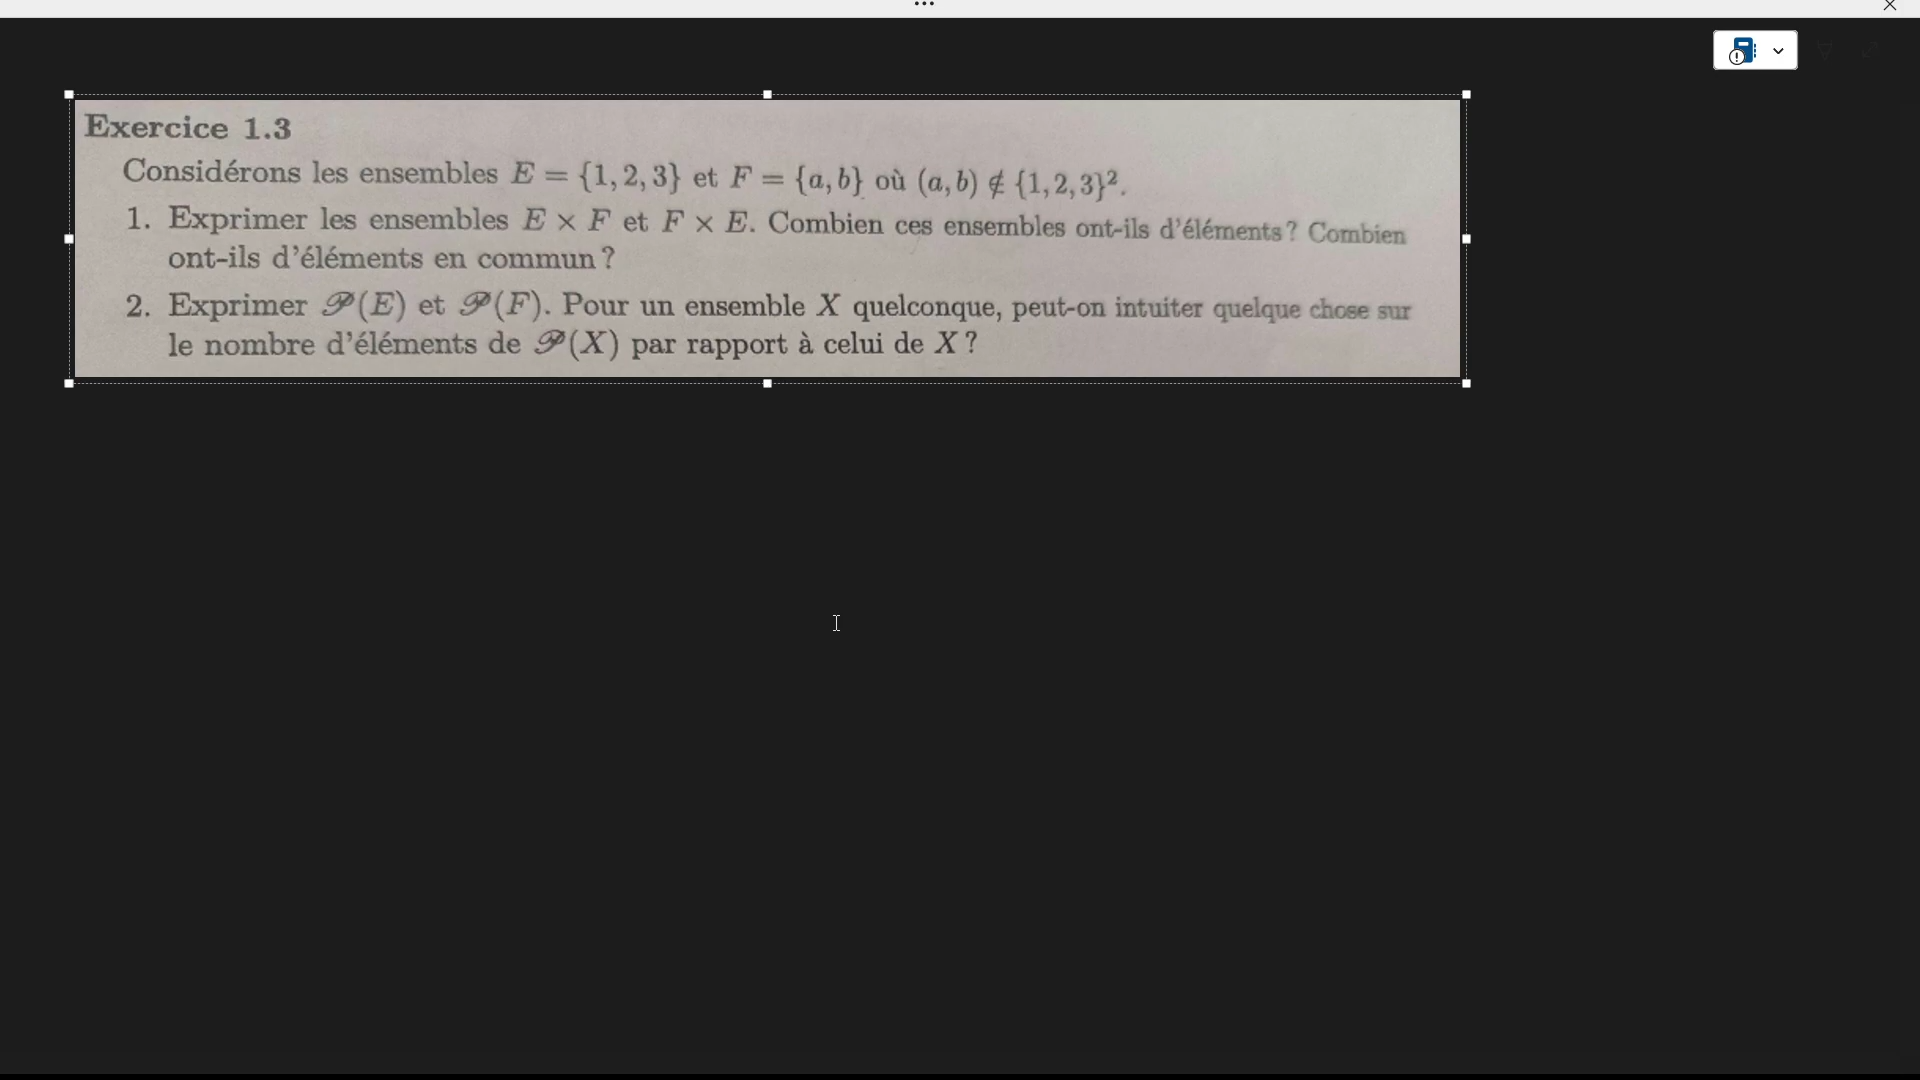 Exercice 1.3
Considérons les ensembles E = {1, 2, 3} et F = {a, b} où (a, b) ∉ {1, 2, 3}².
1. Exprimer les ensembles E × F et F × E. Combien ces ensembles ont-ils d'éléments ? Combien
ont-ils d'éléments en commun ?
2. Exprimer 𝒫(E) et 𝒫(F). Pour un ensemble X quelconque, peut-on intuiter quelque chose sur
le nombre d'éléments de 𝒫(X) par rapport à celui de X ?